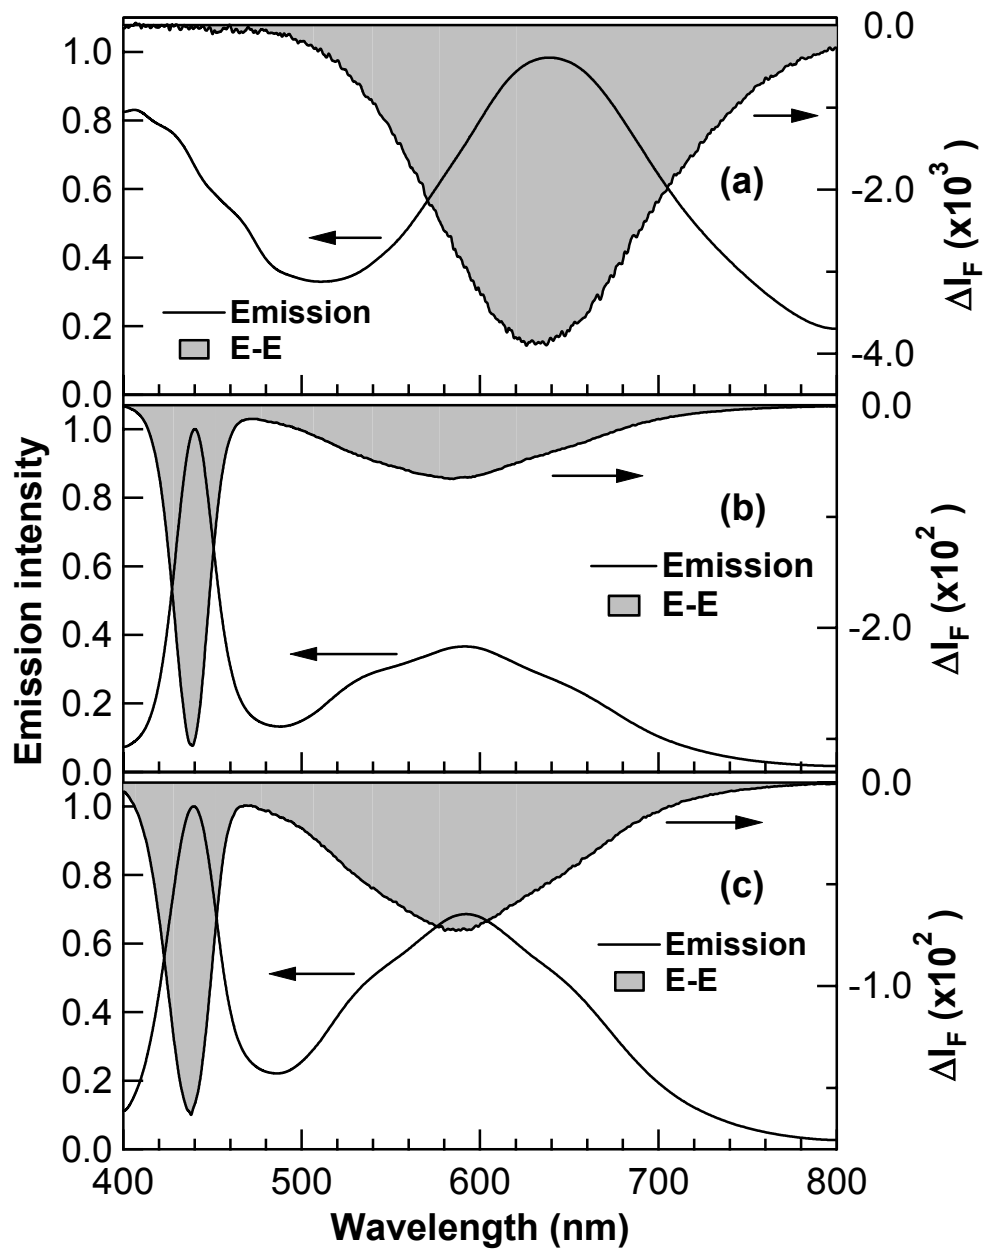 1.0
0.8
0.6
0.4
0.2
0.0
0.0
-2.0
-4.0
ΔI_F (x10^3 )
(a)
Emission
E-E
1.0
0.8
0.6
0.4
0.2
0.0
0.0
-2.0
ΔI_F (x10^2 )
(b)
Emission
E-E
Emission intensity
1.0
0.8
0.6
0.4
0.2
0.0
0.0
-1.0
ΔI_F (x10^2 )
(c)
Emission
E-E
400 500 600 700 800
Wavelength (nm)